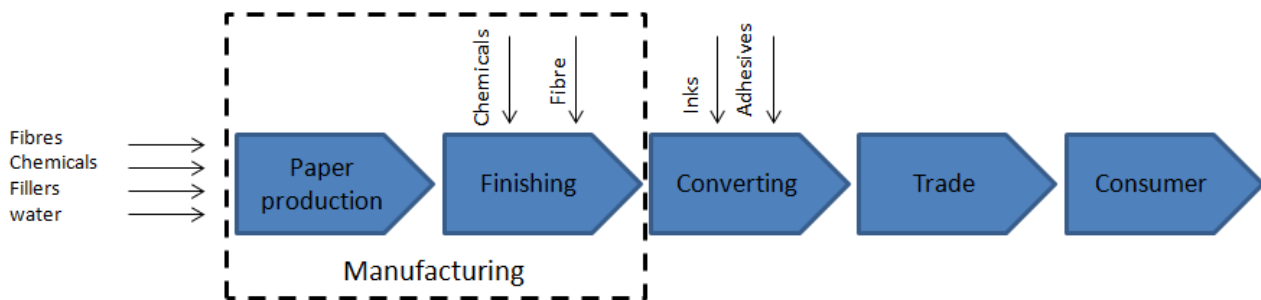 Chemicals
Fibre
Inks
Adhesives
Fibres
Chemicals
Fillers
water
Paper
production
Finishing
Converting
Trade
Consumer
Manufacturing